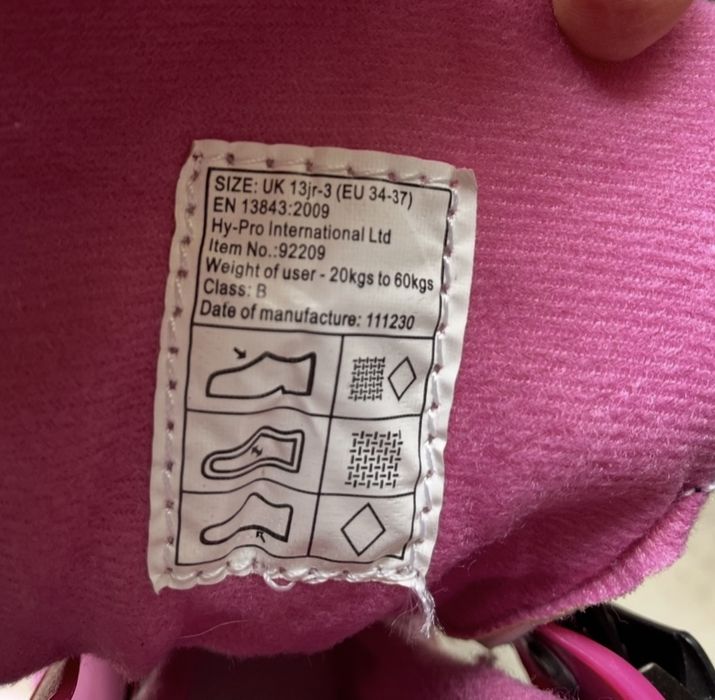 SIZE: UK 13jr-3 (EU 34-37)
EN 13843:2009
Hy-Pro International Ltd
Item No.:92209
Weight of user - 20kgs to 60kgs
Class: B
Date of manufacture: 111230